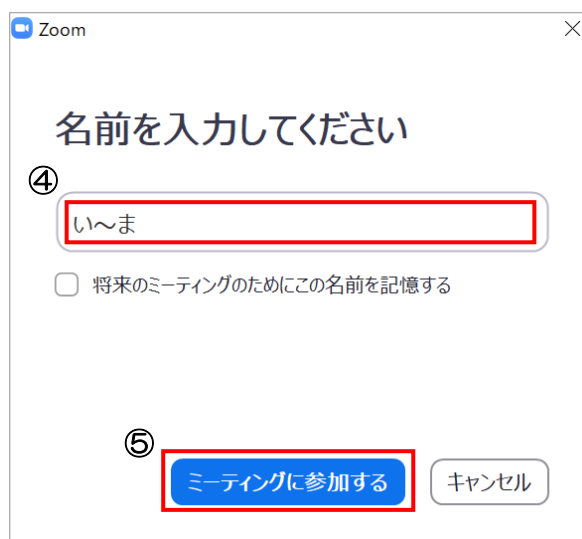 Zoom
名前を入力してください
④
い～ま
将来のミーティングのためにこの名前を記憶する
⑤
ミーティングに参加する キャンセル